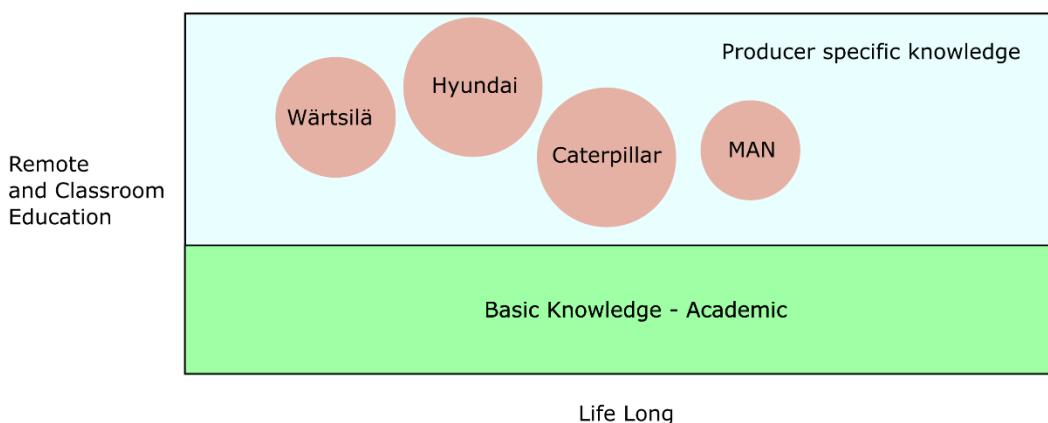 Producer specific knowledge
Hyundai
Wärtsilä
Caterpillar
MAN
Remote
and Classroom
Education
Basic Knowledge - Academic
Life Long